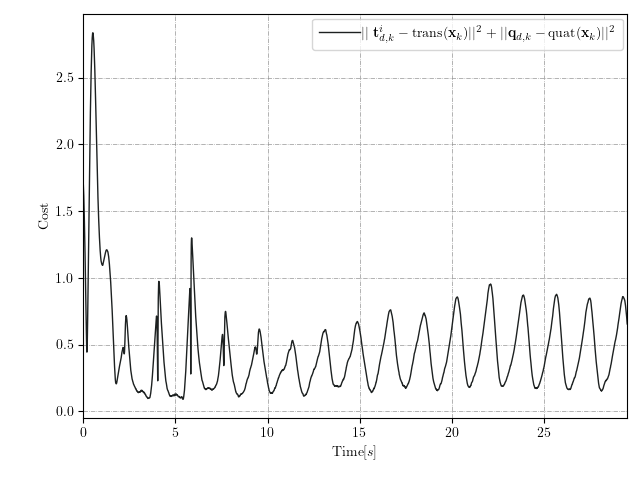 || t^i_{d,k} − trans(x_k)||^2 + ||q_{d,k} − quat(x_k)||^2
2.5
2.0
1.5
1.0
0.5
0.0
Cost
0 5 10 15 20 25
Time[s]